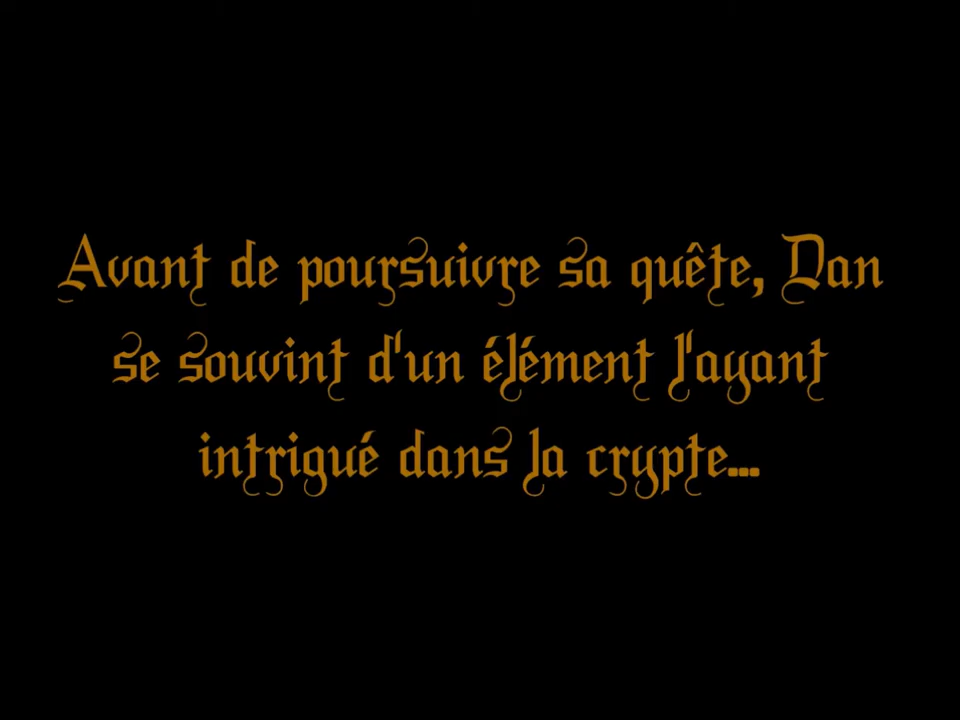 Avant de poursuivre sa quête, Dan
se souvint d'un élément l'ayant
intrigué dans la crypte...